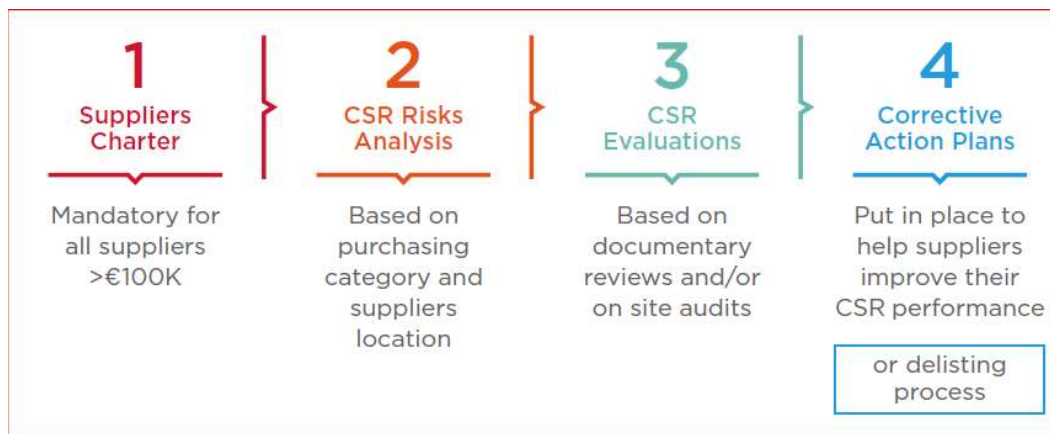 1
Suppliers
Charter
Mandatory for
all suppliers
>€100K
2
CSR Risks
Analysis
Based on
purchasing
category and
suppliers
location
3
CSR
Evaluations
Based on
documentary
reviews and/or
on site audits
4
Corrective
Action Plans
Put in place to
help suppliers
improve their
CSR performance
or delisting
process